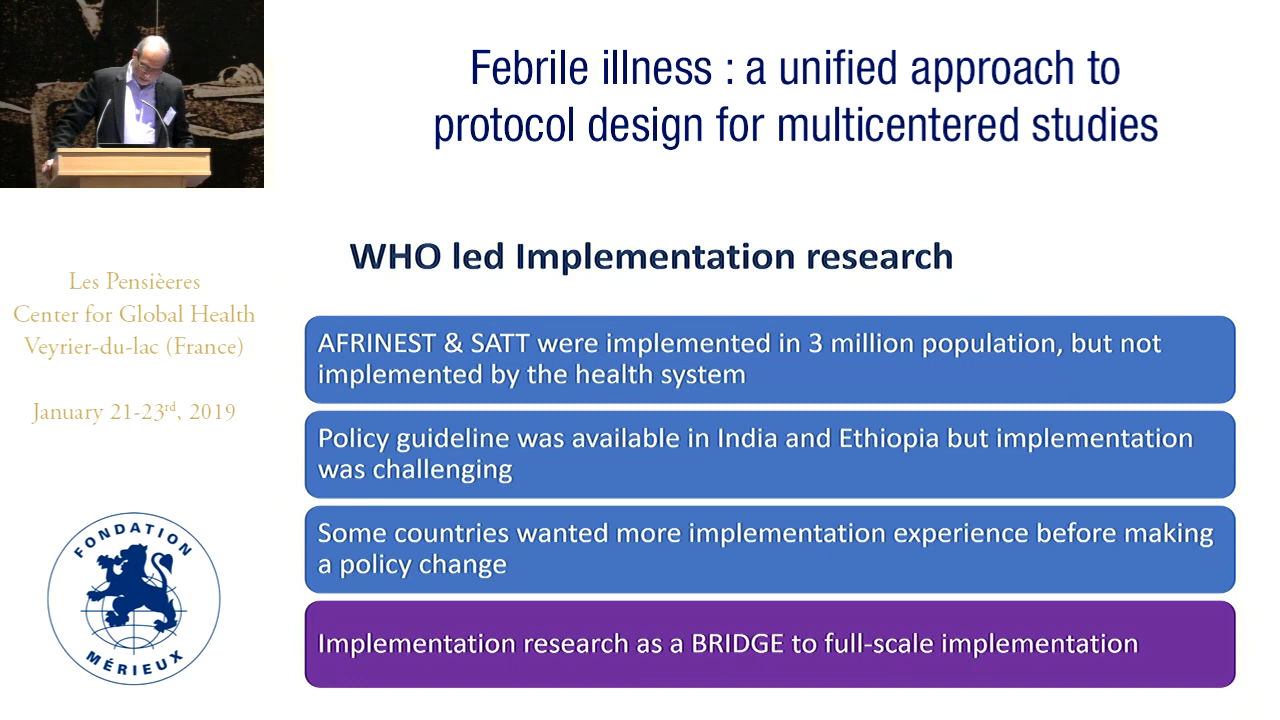 Febrile illness : a unified approach to
protocol design for multicentered studies
WHO led Implementation research
Les Pensièeres
Center for Global Health
Veyrier-du-lac (France)
January 21-23rd, 2019
AFRINEST & SATT were implemented in 3 million population, but not
implemented by the health system
Policy guideline was available in India and Ethiopia but implementation
was challenging
Some countries wanted more implementation experience before making
a policy change
Implementation research as a BRIDGE to full-scale implementation
FONDATION
MÉRIEUX